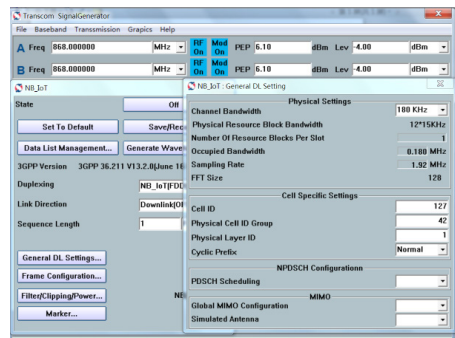 Transcom SignalGenerator
File Baseband Transsmission Grapics Help
A Freq 868.000000 MHz RF On Mod On PEP 6.10 dBm Lev -4.00 dBm
B Freq 868.000000 MHz RF On Mod On PEP 6.10 dBm Lev -4.00 dBm
NB_IoT
State Off
Set To Default Save/Rec
Data List Management... Generate Wave
3GPP Version 3GPP 36.211 V13.2.0(June 16
Duplexing NB_IoT(FDD
Link Direction Downlink(O
Sequence Length 1
General DL Settings...
Frame Configuration...
Filter/Clipping/Power... NB
Marker...
NB_IOT : General DL Setting
Physical Settings
Channel Bandwidth 180 KHz
Physical Resource Block Bandwidth 12*15KHz
Number Of Resource Blocks Per Slot 1
Occupied Bandwidth 0.180 MHz
Sampling Rate 1.92 MHz
FFT Size 128
Cell Specific Settings
Cell ID 127
Physical Cell ID Group 42
Physical Layer ID 1
Cyclic Prefix Normal
NPDSCH Configurationn
PDSCH Scheduling
MIMO
Global MIMO Configuration
Simulated Antenna